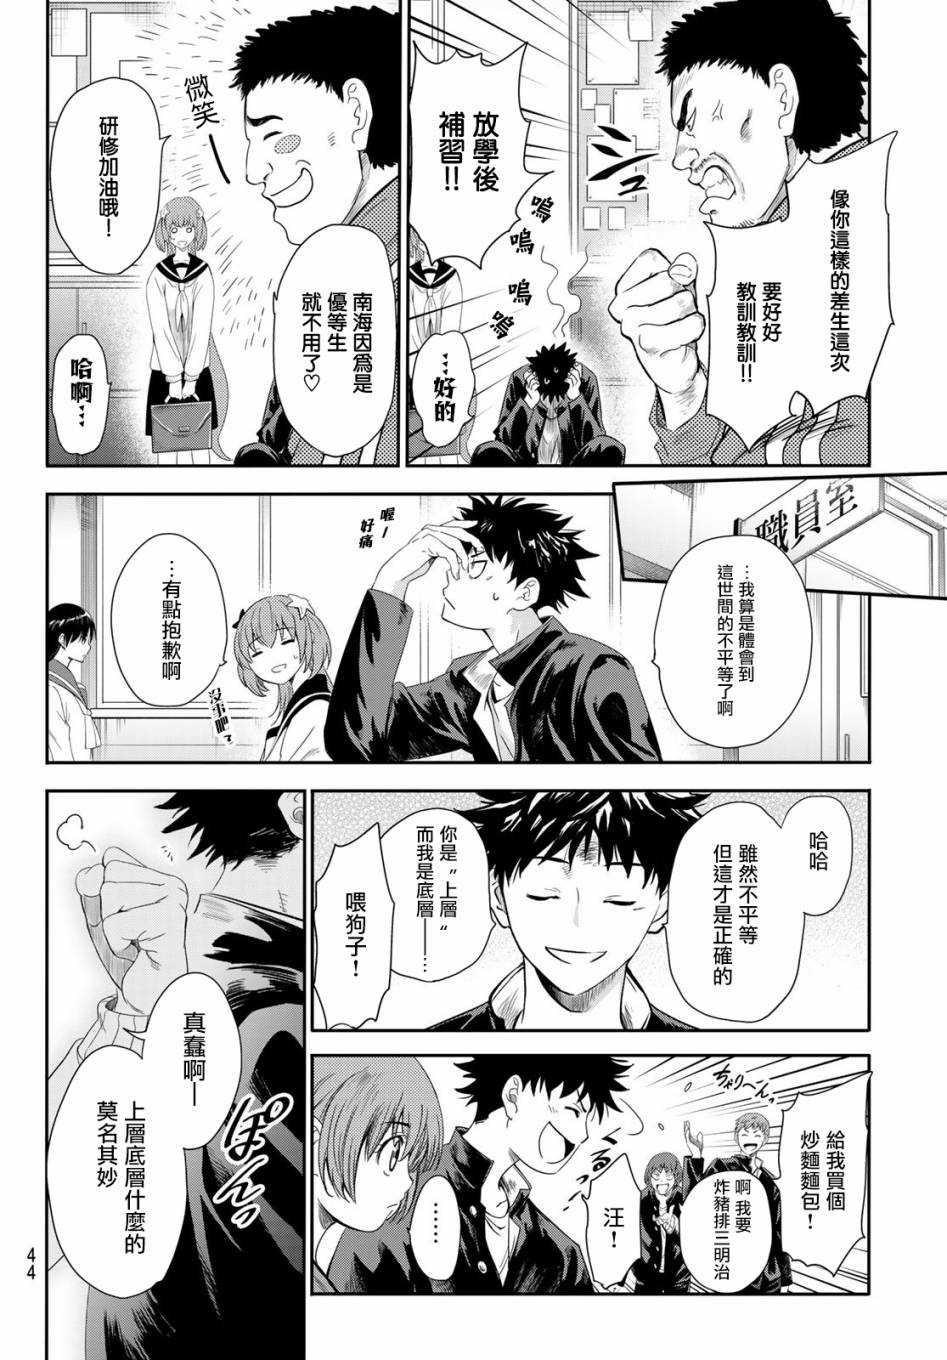 像你這樣的差生這次
要好好
教訓教訓!!
放學後
補習!!
嗚
嗚
嗚
嗚
…好的
微笑
南海因為是
優等生
就不用了♡
研修加油哦！
哈啊…
職員室
…我算是體會到
這世間的不平等了啊
喔ー
好痛
…有點抱歉啊
沒事吧？
哈哈
雖然不平等
但這才是正確的
你是〝上層〞
而我是底層——…
喂狗子！
ちゃり〜んっ
給我買個
炒麵麵包！
啊 我要
炸豬排三明治
汪！
……
ぽんっ
真蠢啊ー
上層底層什麼的
莫名其妙
44